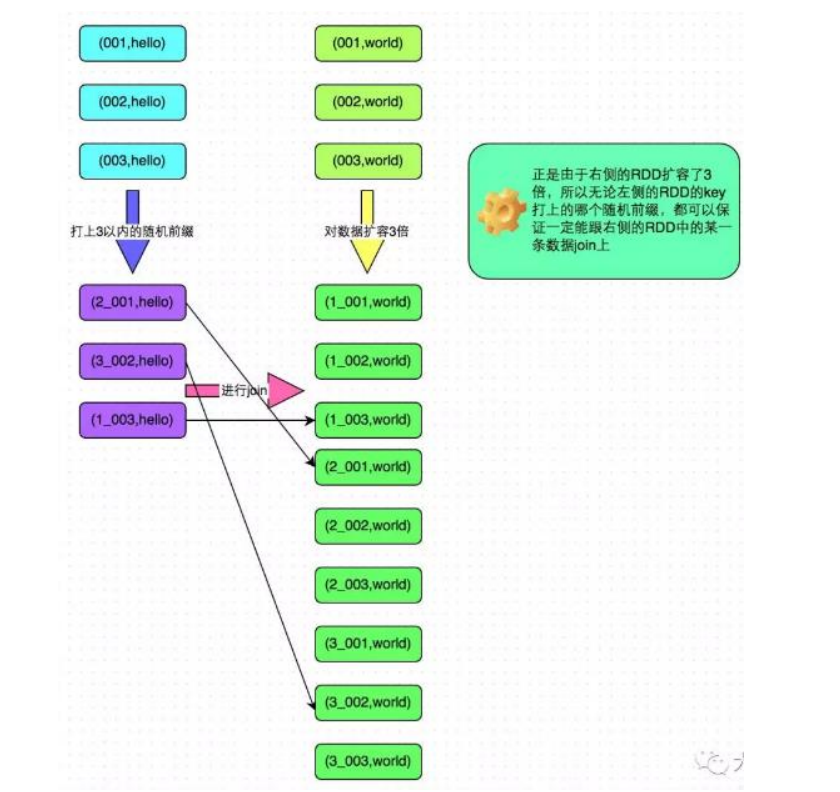 (001,hello)
(001,world)
(002,hello)
(002,world)
(003,hello)
(003,world)
正是由于右侧的RDD扩容了3
倍，所以无论左侧的RDD的key
打上的哪个随机前缀，都可以保
证一定能跟右侧的RDD中的某一
条数据join上
打上3以内的随机前缀
对数据扩容3倍
(2_001,hello)
(1_001,world)
(3_002,hello)
(1_002,world)
进行join
(1_003,hello)
(1_003,world)
(2_001,world)
(2_002,world)
(2_003,world)
(3_001,world)
(3_002,world)
(3_003,world)